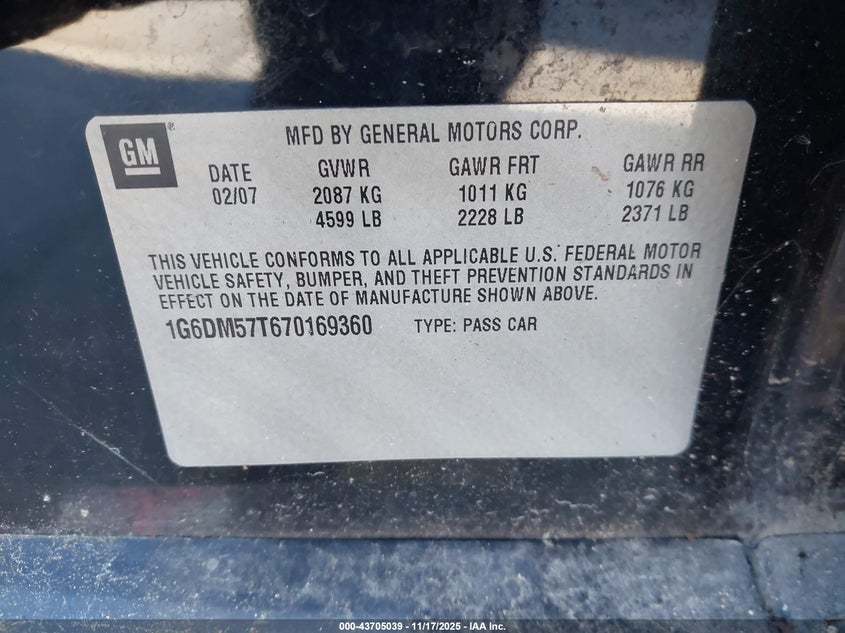 GM
MFD BY GENERAL MOTORS CORP.
DATE GVWR GAWR FRT GAWR RR
02/07 2087 KG 1011 KG 1076 KG
4599 LB 2228 LB 2371 LB
THIS VEHICLE CONFORMS TO ALL APPLICABLE U.S. FEDERAL MOTOR
VEHICLE SAFETY, BUMPER, AND THEFT PREVENTION STANDARDS IN
EFFECT ON THE DATE OF MANUFACTURE SHOWN ABOVE.
1G6DM57T670169360 TYPE: PASS CAR
000-43705039 - 11/17/2025 - IAA Inc.